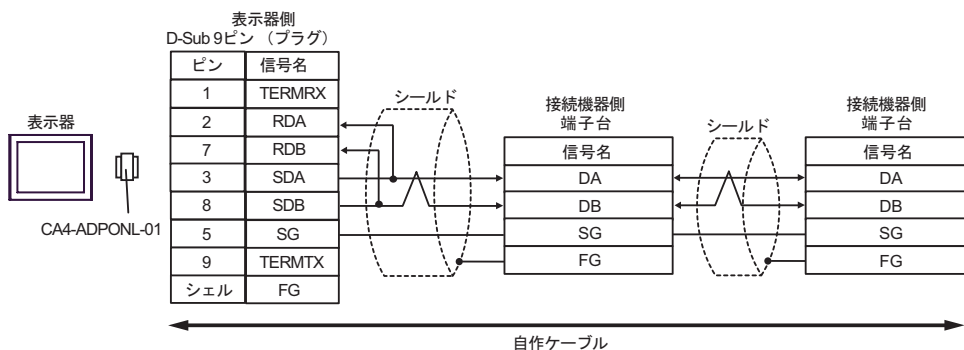 表示器側
D-Sub 9ピン （プラグ）
ピン 信号名
1 TERMRX
2 RDA
7 RDB
3 SDA
8 SDB
5 SG
9 TERMTX
シェル FG
表示器
CA4-ADPONL-01
シールド
接続機器側
端子台
信号名
DA
DB
SG
FG
シールド
接続機器側
端子台
信号名
DA
DB
SG
FG
自作ケーブル